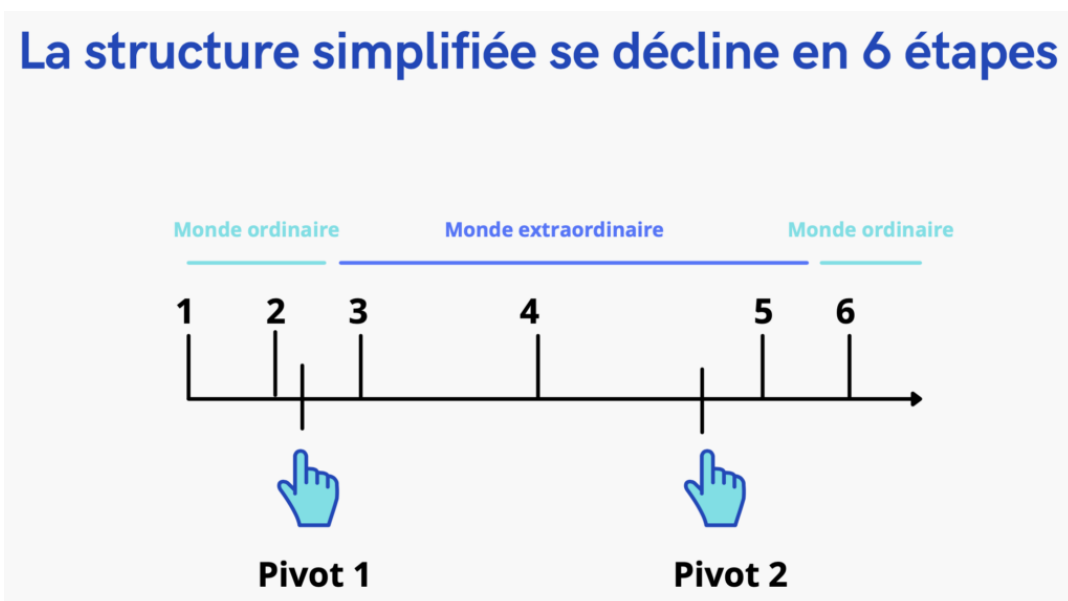 La structure simplifiée se décline en 6 étapes
Monde ordinaire Monde extraordinaire Monde ordinaire
1 2 3 4 5 6
Pivot 1 Pivot 2